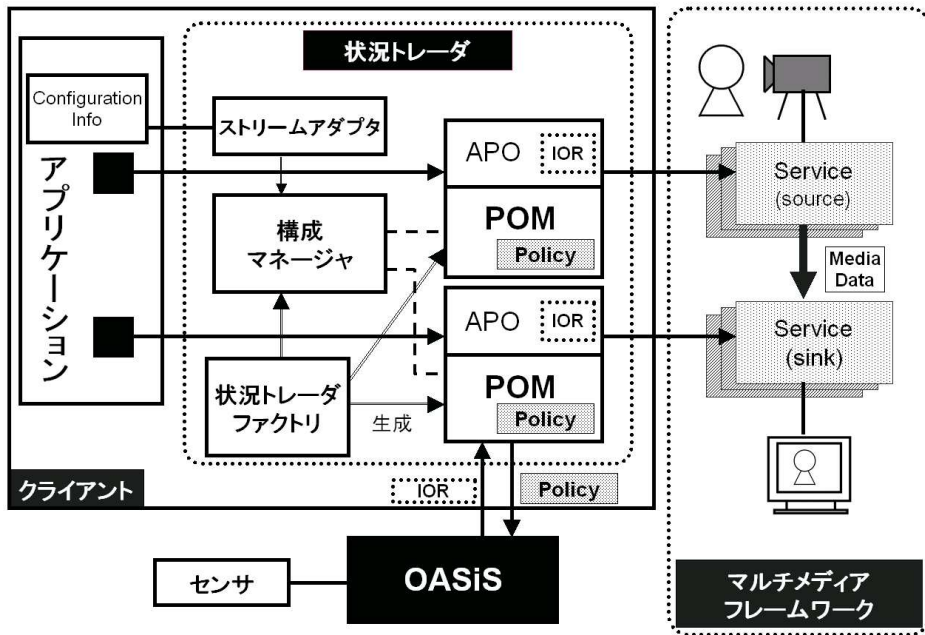 状況トレーダ
Configuration
Info
アプリケーション
ストリームアダプタ
構成
マネージャ
状況トレーダ
ファクトリ
生成
APO
IOR
POM
Policy
APO
IOR
POM
Policy
クライアント
IOR
Policy
センサ
OASiS
Service
(source)
Media
Data
Service
(sink)
マルチメディア
フレームワーク